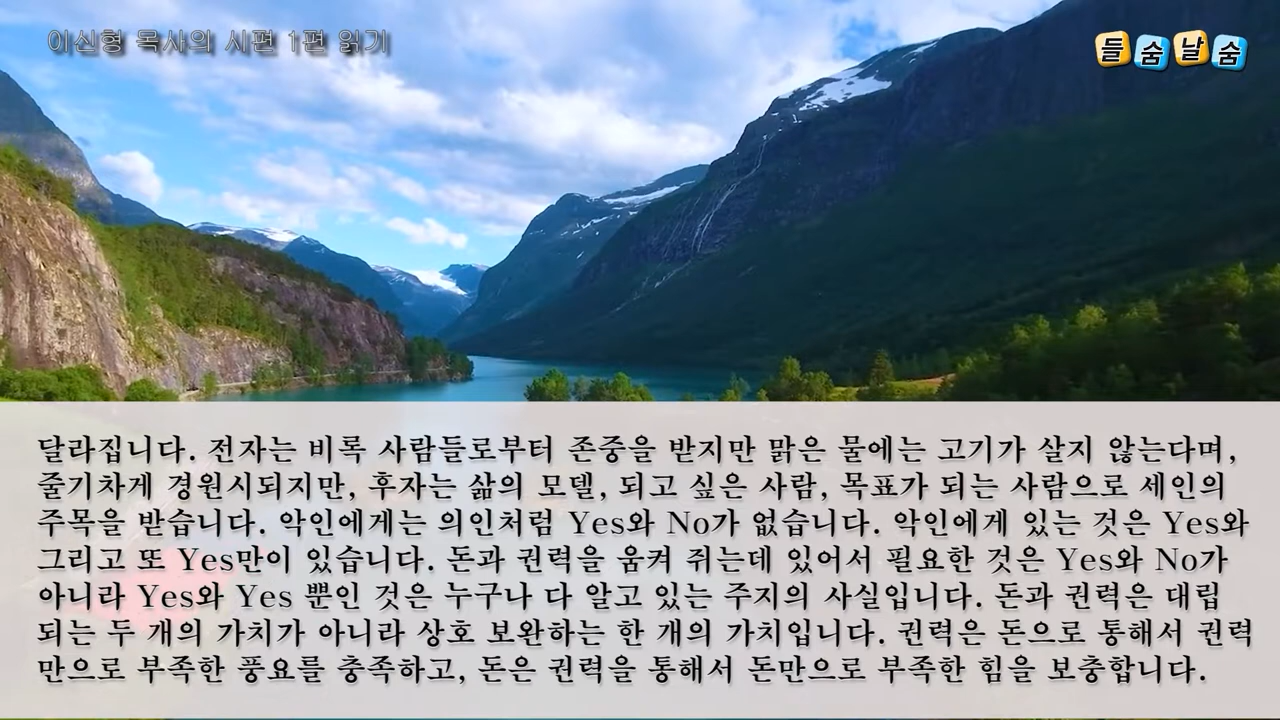 이신형 목사의 시편 1편 읽기
들숨날숨
달라집니다. 전자는 비록 사람들로부터 존중을 받지만 맑은 물에는 고기가 살지 않는다며,
줄기차게 경원시되지만, 후자는 삶의 모델, 되고 싶은 사람, 목표가 되는 사람으로 세인의
주목을 받습니다. 악인에게는 의인처럼 Yes와 No가 없습니다. 악인에게 있는 것은 Yes와
그리고 또 Yes만이 있습니다. 돈과 권력을 움켜 쥐는데 있어서 필요한 것은 Yes와 No가
아니라 Yes와 Yes 뿐인 것은 누구나 다 알고 있는 주지의 사실입니다. 돈과 권력은 대립
되는 두 개의 가치가 아니라 상호 보완하는 한 개의 가치입니다. 권력은 돈으로 통해서 권력
만으로 부족한 풍요를 충족하고, 돈은 권력을 통해서 돈만으로 부족한 힘을 보충합니다.